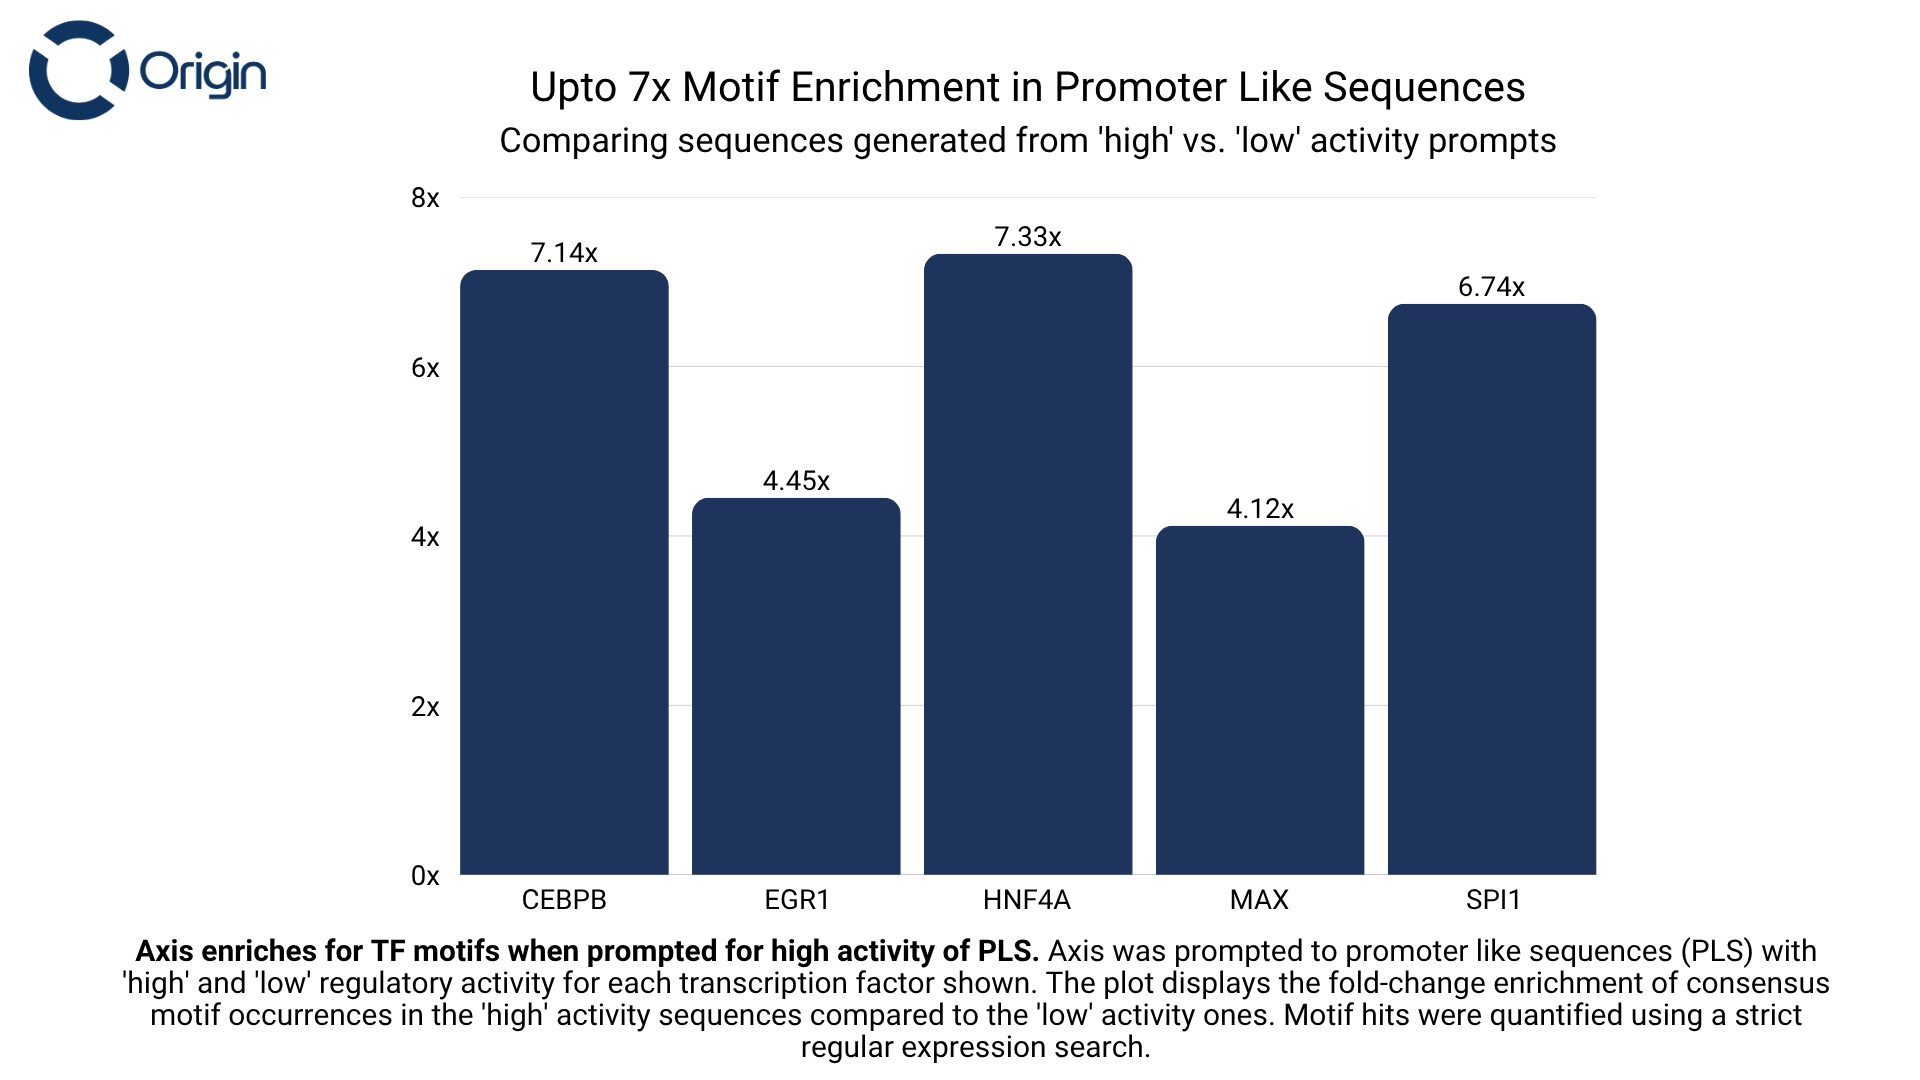 Origin
Upto 7x Motif Enrichment in Promoter Like Sequences
Comparing sequences generated from 'high' vs. 'low' activity prompts
8x
7.33x
7.14x
6.74x
6x
4.45x
4.12x
4x
2x
0x
CEBPB EGR1 HNF4A MAX SPI1
Axis enriches for TF motifs when prompted for high activity of PLS. Axis was prompted to promoter like sequences (PLS) with
'high' and 'low' regulatory activity for each transcription factor shown. The plot displays the fold-change enrichment of consensus
motif occurrences in the 'high' activity sequences compared to the 'low' activity ones. Motif hits were quantified using a strict
regular expression search.